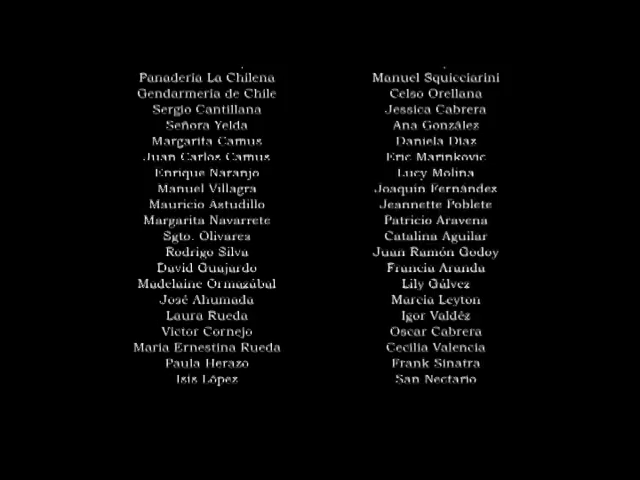 Panadería La Chilena
Gendarmería de Chile
Sergio Cantillana
Señora Yelda
Margarita Camus
Juan Carlos Camus
Enrique Naranjo
Manuel Villagra
Mauricio Astudillo
Margarita Navarrete
Sgto. Olivares
Rodrigo Silva
David Guajardo
Madelaine Ormazábal
José Ahumada
Laura Rueda
Víctor Cornejo
María Ernestina Rueda
Paula Herazo
Isis López
Manuel Squicciarini
Celso Orellana
Jessica Cabrera
Ana González
Daniela Díaz
Eric Marinkovic
Lucy Molina
Joaquín Fernández
Jeannette Poblete
Patricio Aravena
Catalina Aguilar
Juan Ramón Godoy
Francia Aranda
Lily Gálvez
Marcia Leyton
Igor Valdéz
Oscar Cabrera
Cecilia Valencia
Frank Sinatra
San Nectario